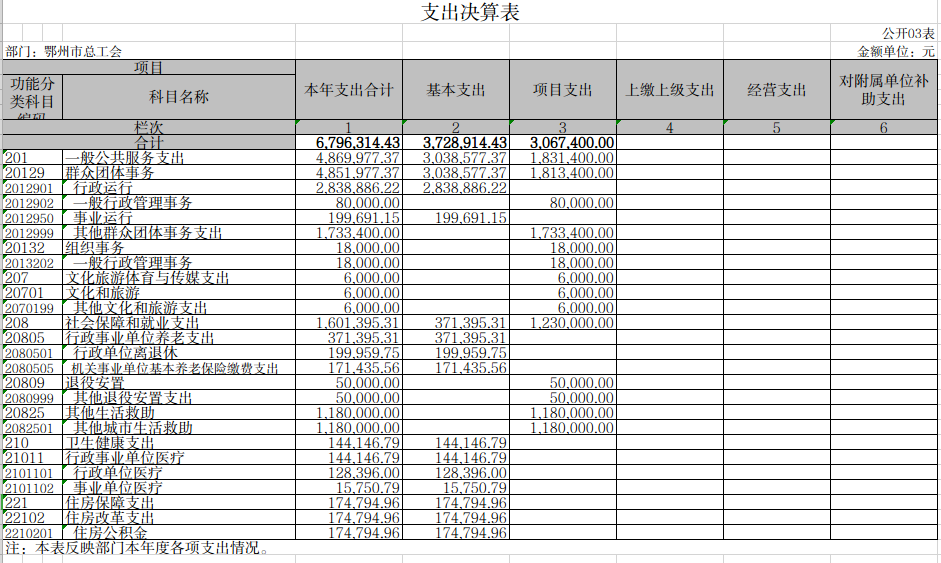 支出决算表
公开03表
部门：鄂州市总工会 金额单位：元
项目
功能分类科目 科目名称 本年支出合计 基本支出 项目支出 上缴上级支出 经营支出 对附属单位补助支出
栏次 1 2 3 4 5 6
合计 6,796,314.43 3,728,914.43 3,067,400.00
201 一般公共服务支出 4,869,977.37 3,038,577.37 1,831,400.00
20129 群众团体事务 4,851,977.37 3,038,577.37 1,813,400.00
2012901 行政运行 2,838,886.22 2,838,886.22
2012902 一般行政管理事务 80,000.00 80,000.00
2012950 事业运行 199,691.15 199,691.15
2012999 其他群众团体事务支出 1,733,400.00 1,733,400.00
20132 组织事务 18,000.00 18,000.00
2013202 一般行政管理事务 18,000.00 18,000.00
207 文化旅游体育与传媒支出 6,000.00 6,000.00
20701 文化和旅游 6,000.00 6,000.00
2070199 其他文化和旅游支出 6,000.00 6,000.00
208 社会保障和就业支出 1,601,395.31 371,395.31 1,230,000.00
20805 行政事业单位养老支出 371,395.31 371,395.31
2080501 行政单位离退休 199,959.75 199,959.75
2080505 机关事业单位基本养老保险缴费支出 171,435.56 171,435.56
20809 退役安置 50,000.00 50,000.00
2080999 其他退役安置支出 50,000.00 50,000.00
20825 其他生活救助 1,180,000.00 1,180,000.00
2082501 其他城市生活救助 1,180,000.00 1,180,000.00
210 卫生健康支出 144,146.79 144,146.79
21011 行政事业单位医疗 144,146.79 144,146.79
2101101 行政单位医疗 128,396.00 128,396.00
2101102 事业单位医疗 15,750.79 15,750.79
221 住房保障支出 174,794.96 174,794.96
22102 住房改革支出 174,794.96 174,794.96
2210201 住房公积金 174,794.96 174,794.96
注：本表反映部门本年度各项支出情况。